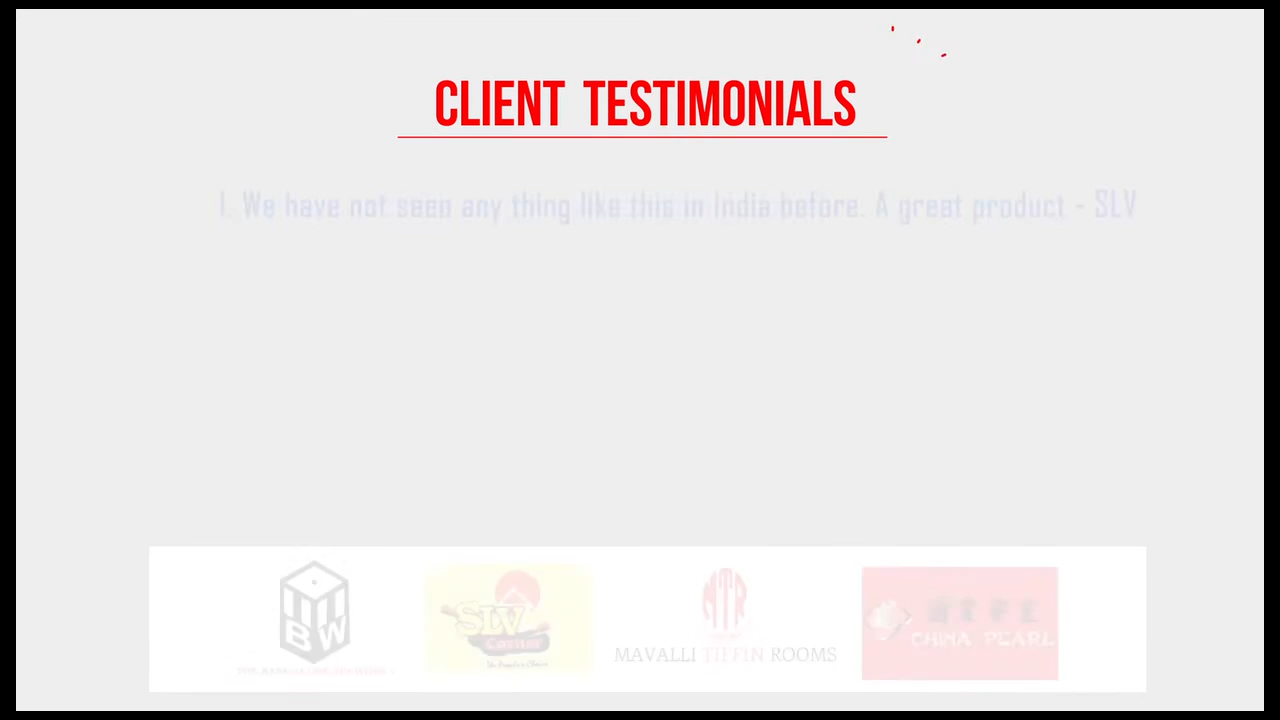 CLIENT TESTIMONIALS
1. We have not seen any thing like this in India before. A great product - SLV
BW
SLV
MTR
MAVALLI TIFFIN ROOMS
CHINA PEARL